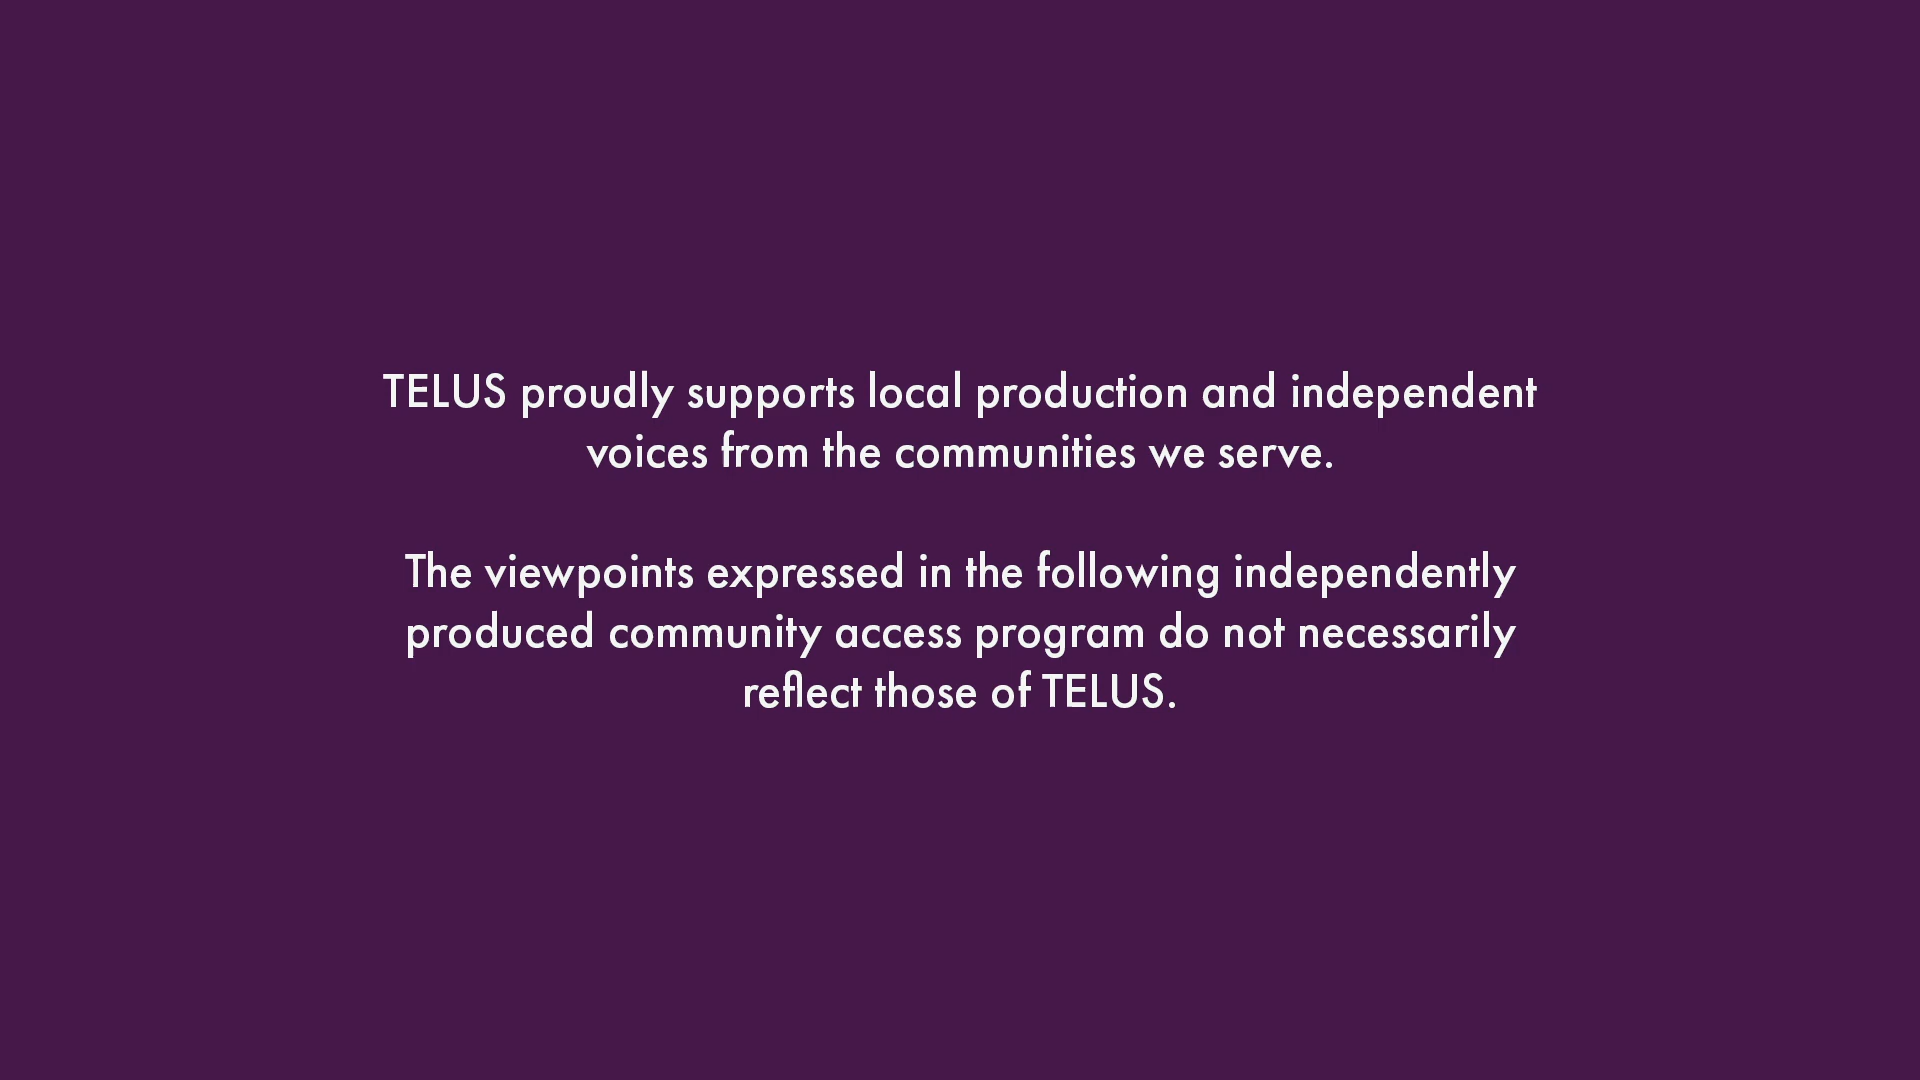 TELUS proudly supports local production and independent
voices from the communities we serve.
The viewpoints expressed in the following independently
produced community access program do not necessarily
reflect those of TELUS.